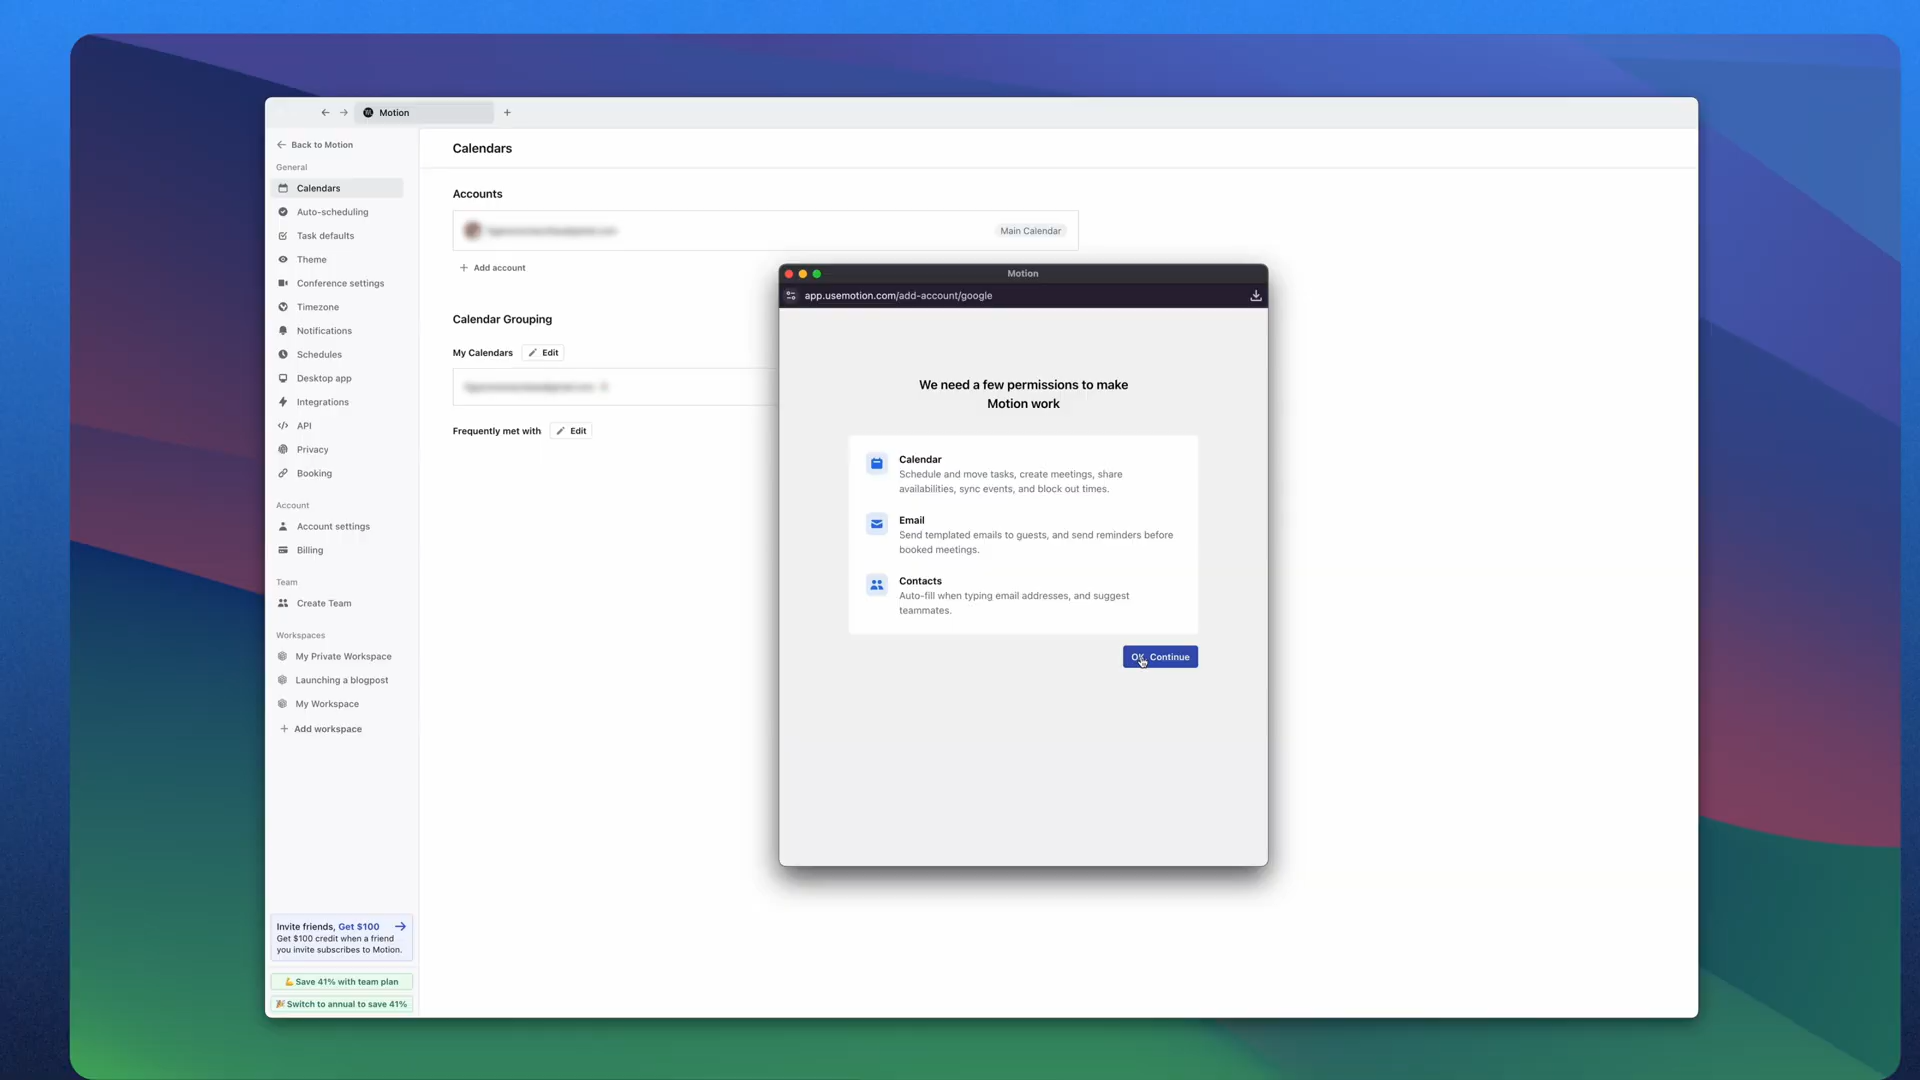 Motion
Back to Motion
General
Calendars
Auto-scheduling
Task defaults
Theme
Conference settings
Timezone
Notifications
Schedules
Desktop app
Integrations
API
Privacy
Booking
Account
Account settings
Billing
Team
Create Team
Workspaces
My Private Workspace
Launching a blogpost
My Workspace
Add workspace
Invite friends, Get $100
Get $100 credit when a friend
you invite subscribes to Motion.
💪 Save 41% with team plan
🎉 Switch to annual to save 41%
Calendars
Accounts
Main Calendar
Add account
Calendar Grouping
My Calendars Edit
Frequently met with Edit
Motion
app.usemotion.com/add-account/google
We need a few permissions to make
Motion work
Calendar
Schedule and move tasks, create meetings, share
availabilities, sync events, and block out times.
Email
Send templated emails to guests, and send reminders before
booked meetings.
Contacts
Auto-fill when typing email addresses, and suggest
teammates.
OK, Continue